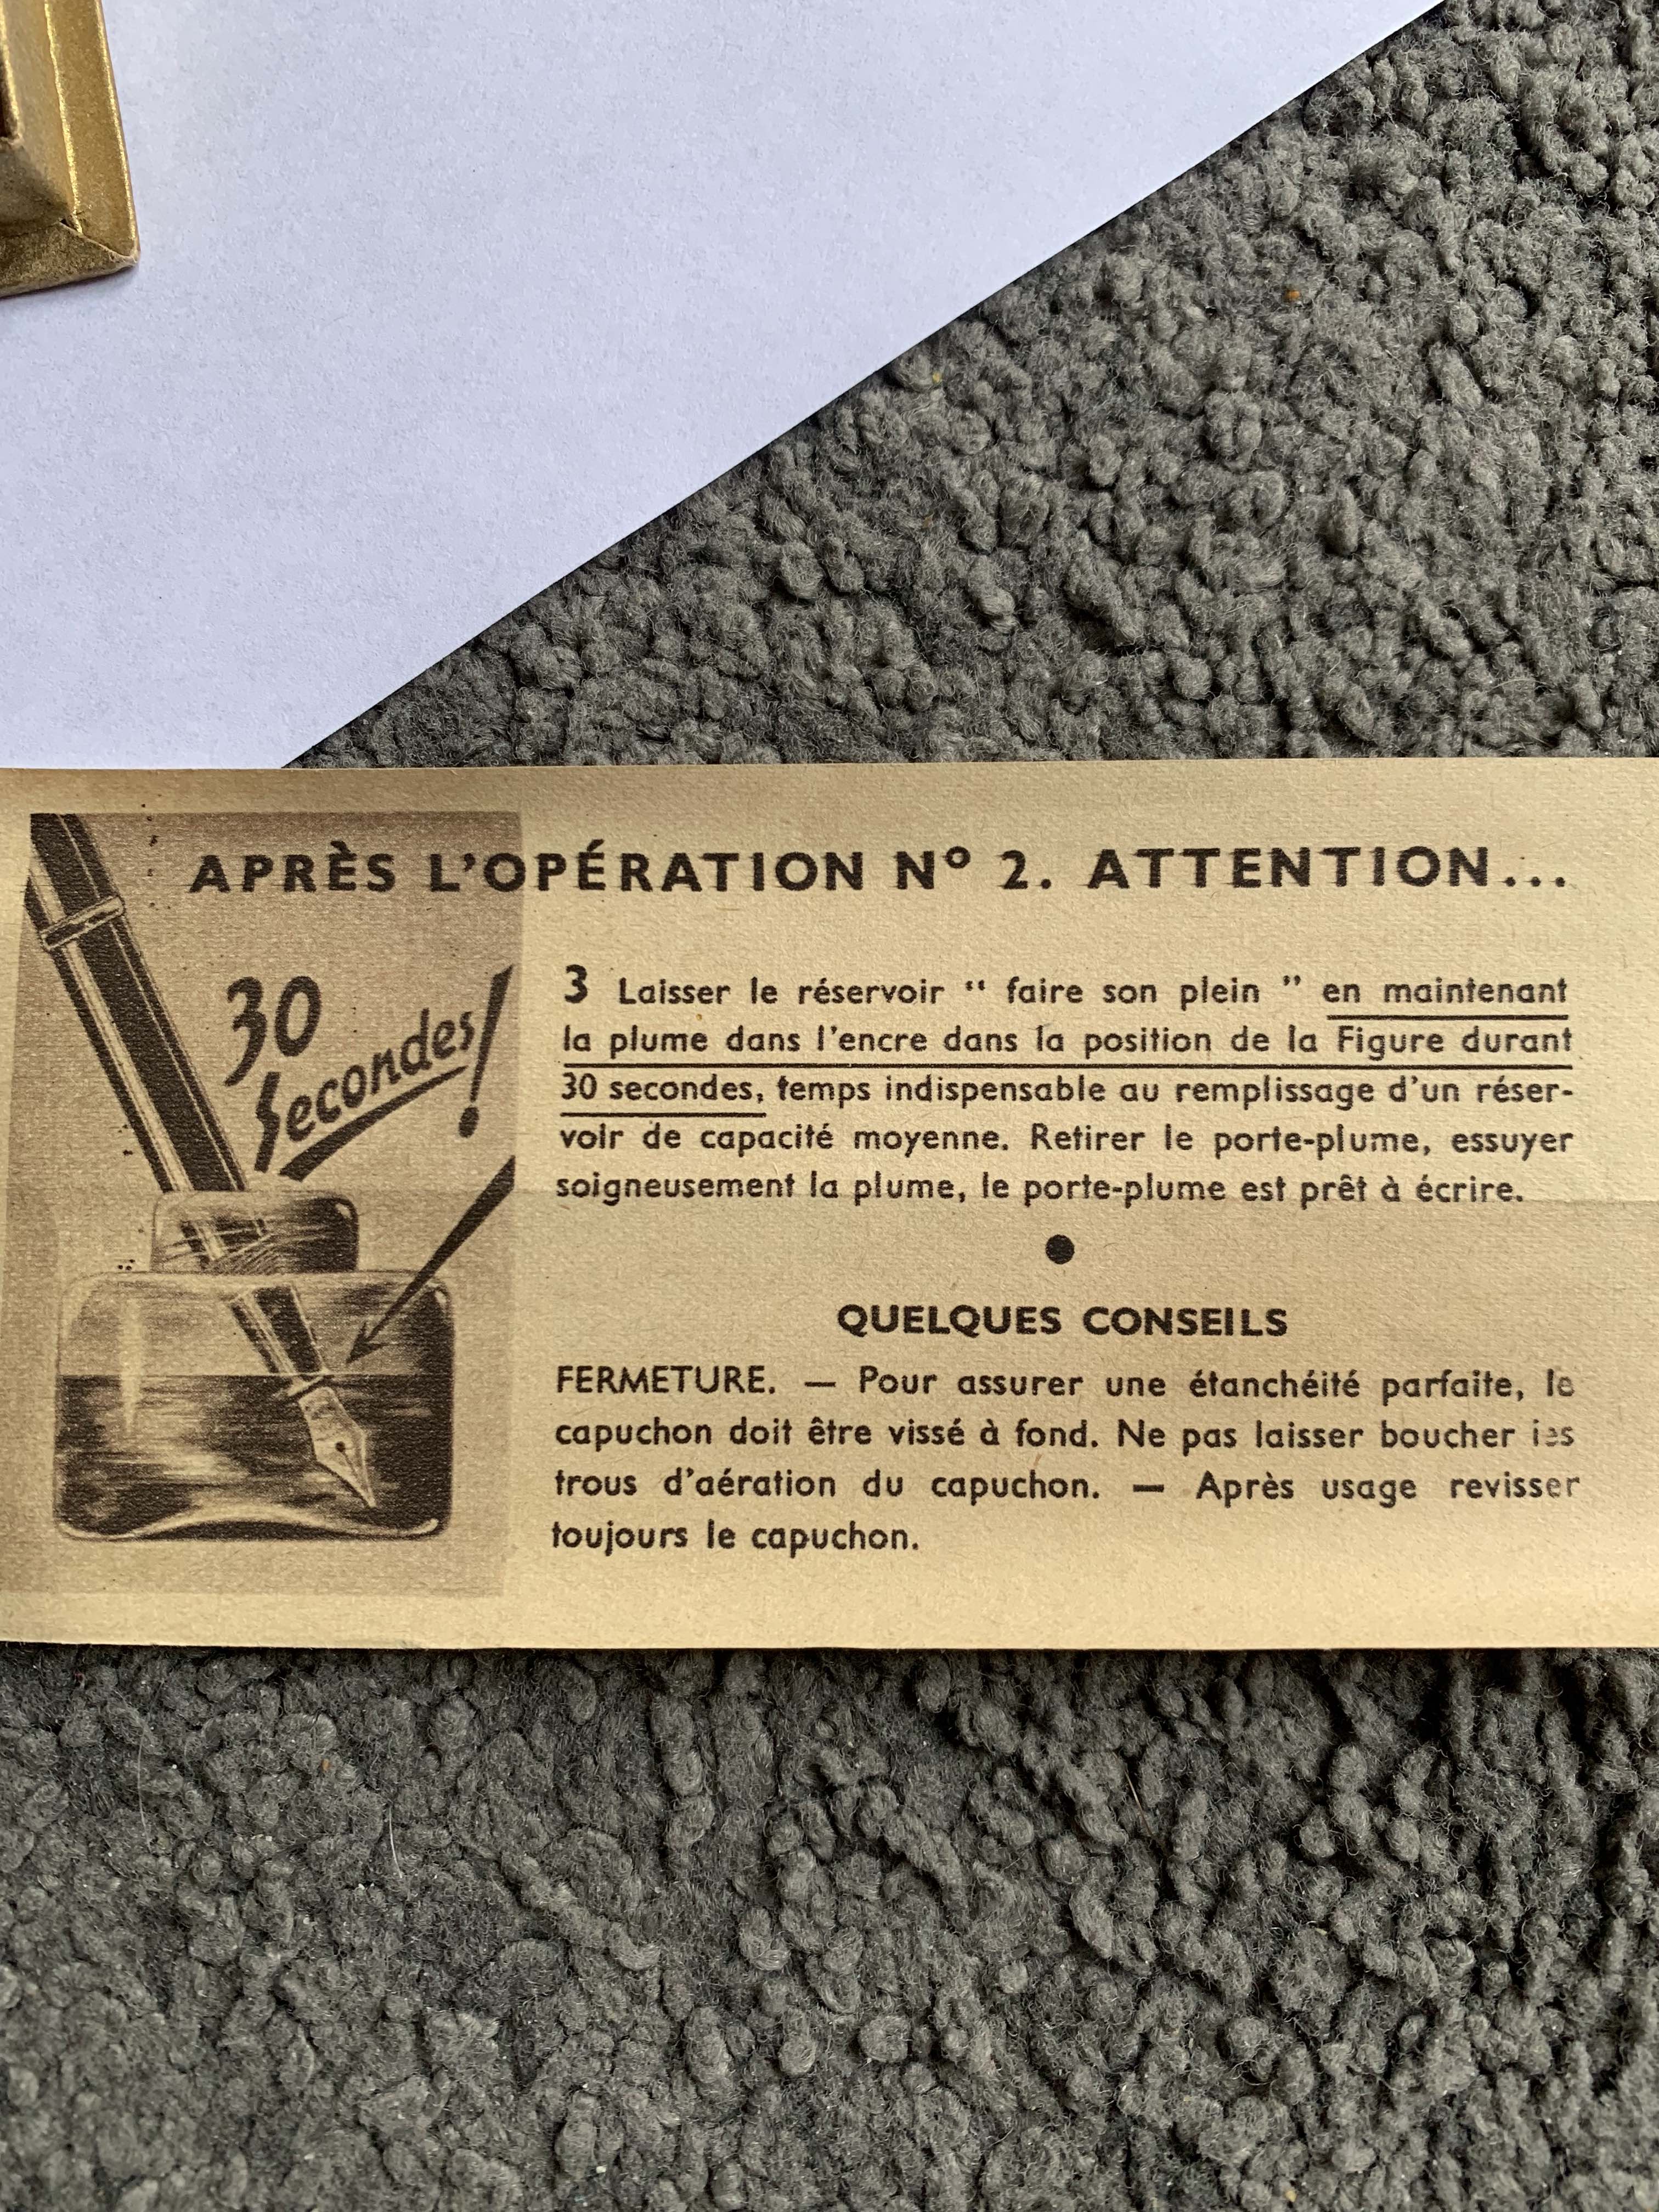 APRÈS L'OPÉRATION Nº 2. ATTENTION...
30
Secondes!
3 Laisser le réservoir “ faire son plein ” en maintenant
la plume dans l'encre dans la position de la Figure durant
30 secondes, temps indispensable au remplissage d'un réser-
voir de capacité moyenne. Retirer le porte-plume, essuyer
soigneusement la plume, le porte-plume est prêt à écrire.
QUELQUES CONSEILS
FERMETURE. — Pour assurer une étanchéité parfaite, le
capuchon doit être vissé à fond. Ne pas laisser boucher les
trous d'aération du capuchon. — Après usage revisser
toujours le capuchon.